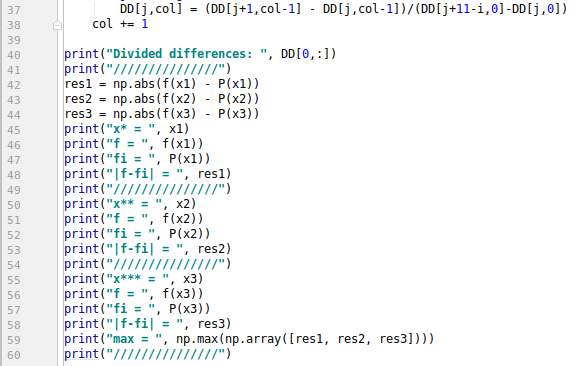 37 DD[j,col] = (DD[j+1,col-1] - DD[j,col-1])/(DD[j+11-i,0]-DD[j,0])
38 col += 1
39
40 print("Divided differences: ", DD[0,:])
41 print("///////////////")
42 res1 = np.abs(f(x1) - P(x1))
43 res2 = np.abs(f(x2) - P(x2))
44 res3 = np.abs(f(x3) - P(x3))
45 print("x* = ", x1)
46 print("f = ", f(x1))
47 print("fi = ", P(x1))
48 print("|f-fi| = ", res1)
49 print("///////////////")
50 print("x** = ", x2)
51 print("f = ", f(x2))
52 print("fi = ", P(x2))
53 print("|f-fi| = ", res2)
54 print("///////////////")
55 print("x*** = ", x3)
56 print("f = ", f(x3))
57 print("fi = ", P(x3))
58 print("|f-fi| = ", res3)
59 print("max = ", np.max(np.array([res1, res2, res3])))
60 print("///////////////")